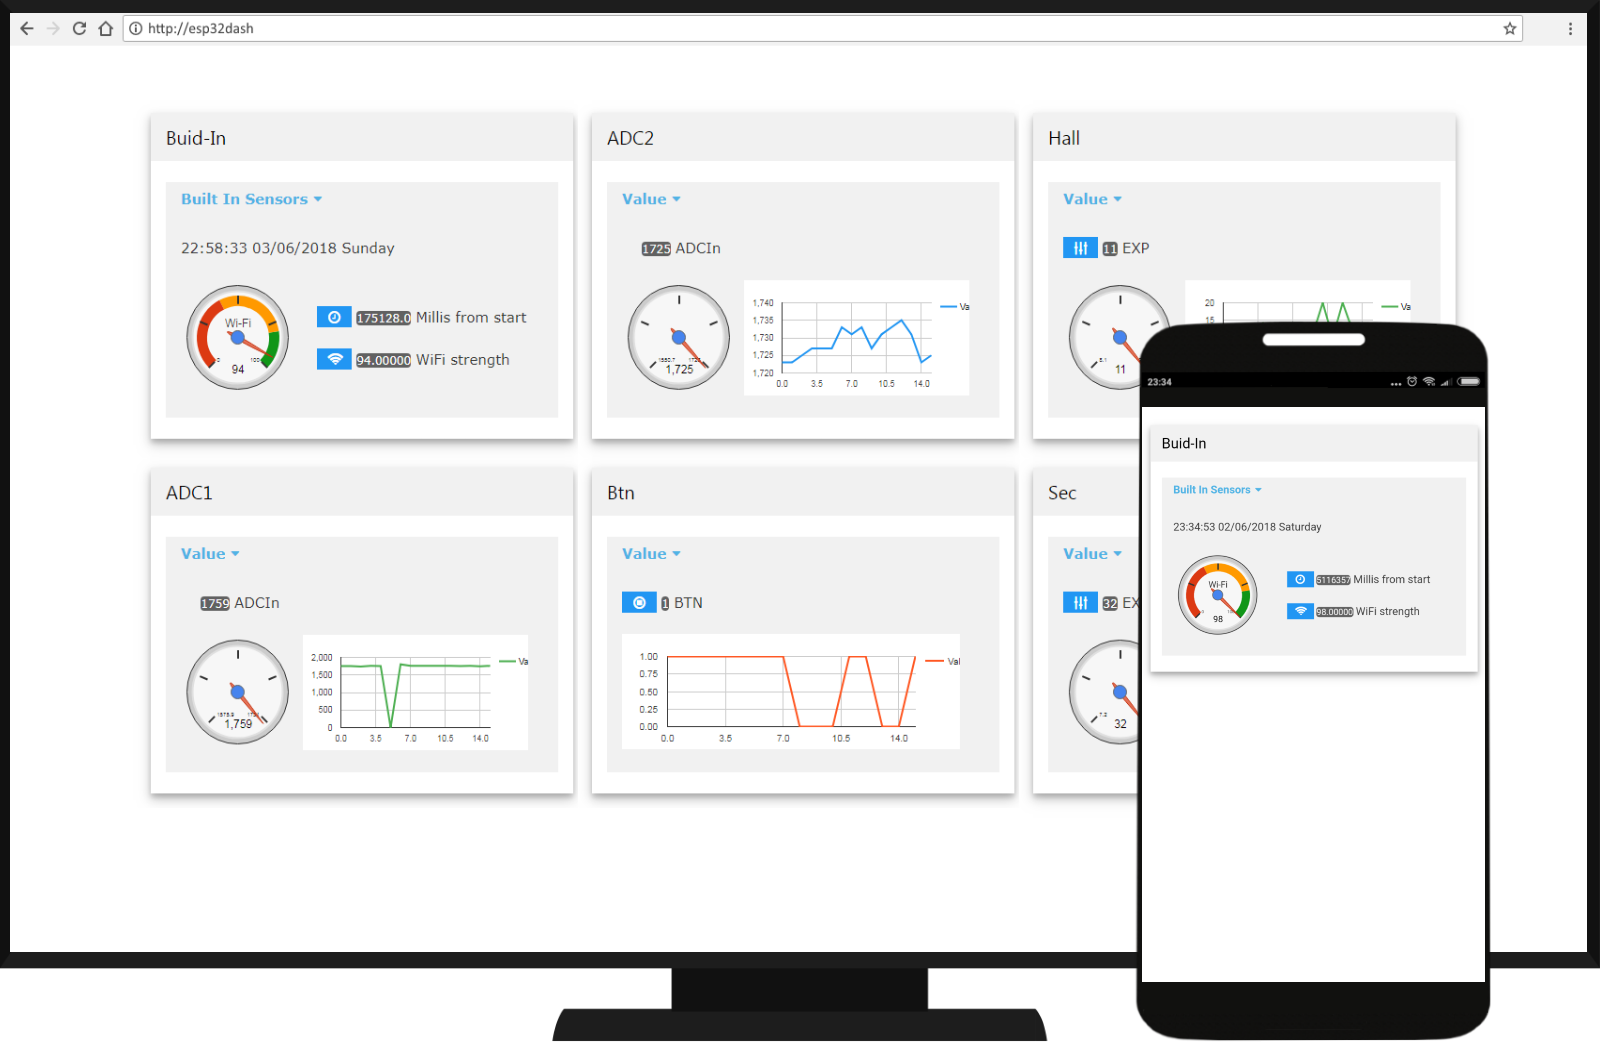 http://esp32dash
Buid-In
Built In Sensors
22:58:33 03/06/2018 Sunday
Wi-Fi
94
175128.0 Millis from start
94.00000 WiFi strength
ADC2
Value
1725 ADCIn
1,725
1,740
1,735
1,730
1,725
1,720
0.0 3.5 7.0 10.5 14.0
Va
Hall
Value
11 EXP
11
20
15
Va
ADC1
Value
1759 ADCIn
1,759
2,000
1,500
1,000
500
0
0.0 3.5 7.0 10.5 14.0
Va
Btn
Value
1 BTN
1.00
0.75
0.50
0.25
0.00
0.0 3.5 7.0 10.5 14.0
Val
Sec
Value
32 EX
32
23:34
Buid-In
Built In Sensors
23:34:53 02/06/2018 Saturday
Wi-Fi
98
5116357 Millis from start
98.00000 WiFi strength